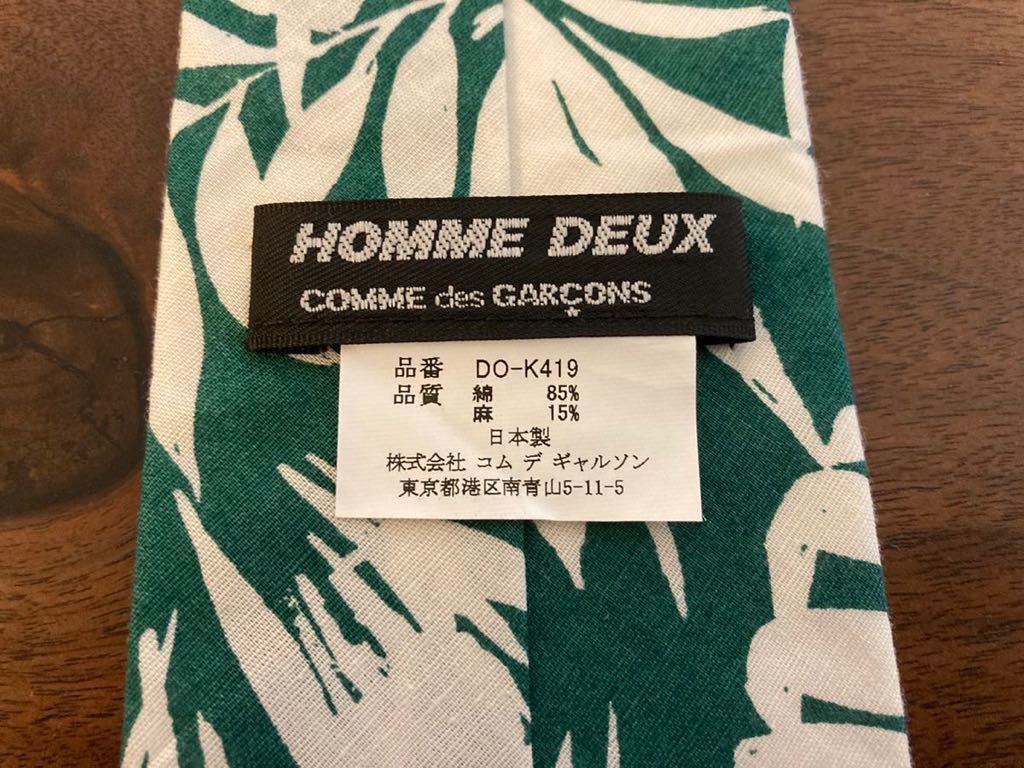 HOMME DEUX
COMME des GARÇONS
品番 DO-K419
品質 綿 85%
麻 15%
日本製
株式会社 コム デ ギャルソン
東京都港区南青山5-11-5